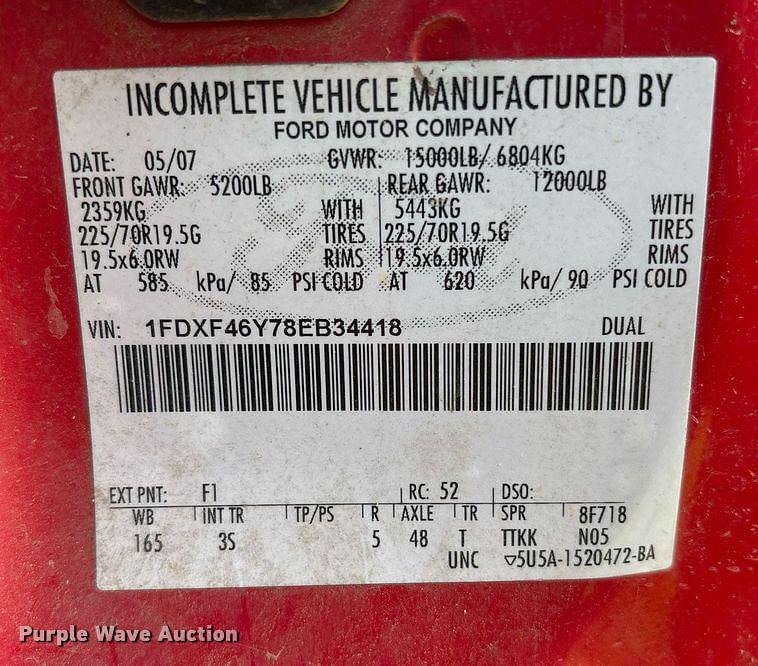 INCOMPLETE VEHICLE MANUFACTURED BY
FORD MOTOR COMPANY
DATE: 05/07 GVWR: 15000LB/ 6804KG
FRONT GAWR: 5200LB REAR GAWR: 12000LB
2359KG WITH 5443KG WITH
225/70R19.5G TIRES 225/70R19.5G TIRES
19.5x6.0RW RIMS 19.5x6.0RW RIMS
AT 585 kPa/ 85 PSI COLD AT 620 kPa/ 90 PSI COLD
VIN: 1FDXF46Y78EB34418 DUAL
EXT PNT: F1 RC: 52 DSO:
WB INT TR TP/PS R AXLE TR SPR 8F718
165 3S 5 48 T TTKK N05
UNC ▽5U5A-1520472-BA
Purple Wave Auction